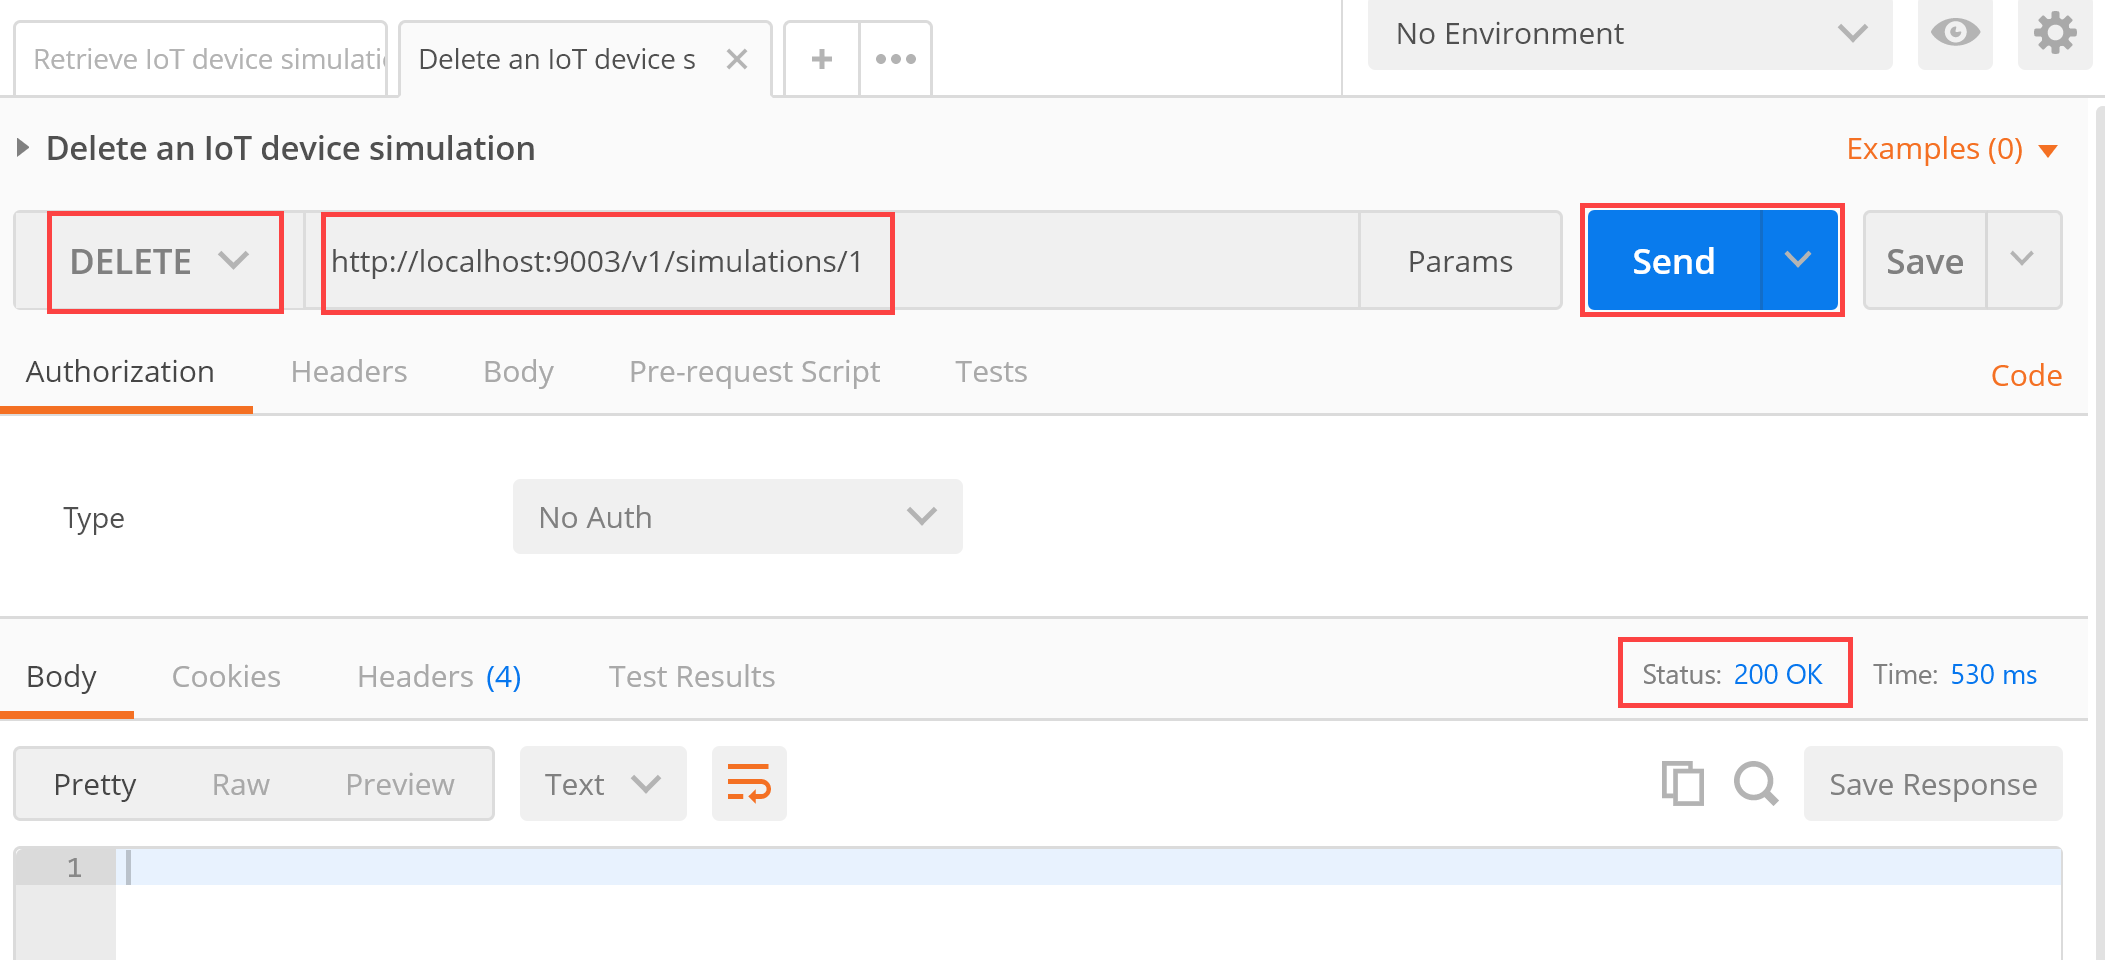 Retrieve IoT device simulati
Delete an IoT device s
No Environment
Delete an IoT device simulation
Examples (0)
DELETE
http://localhost:9003/v1/simulations/1
Params
Send
Save
Authorization
Headers
Body
Pre-request Script
Tests
Code
Type
No Auth
Body
Cookies
Headers (4)
Test Results
Status: 200 OK
Time: 530 ms
Pretty
Raw
Preview
Text
Save Response
1